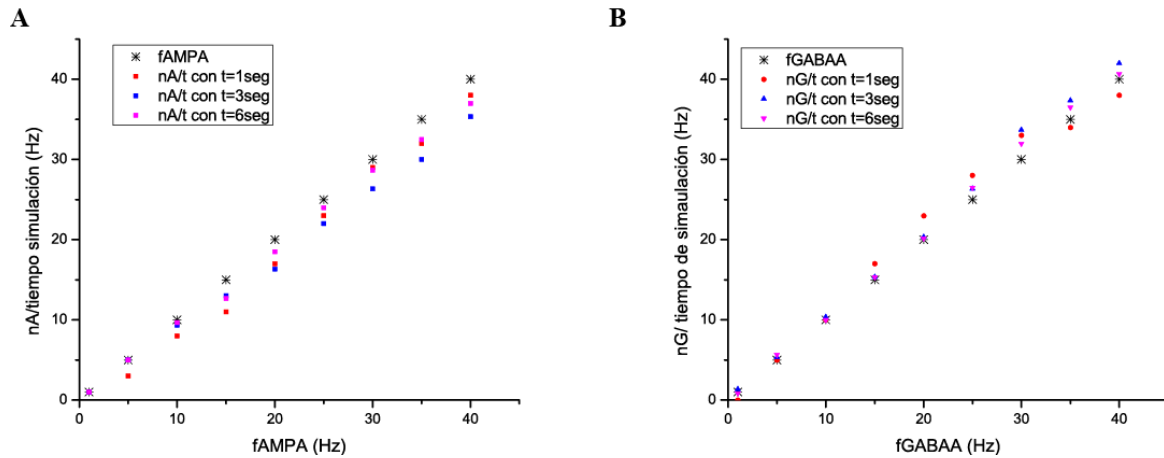 A
fAMPA
nA/t con t=1seg
nA/t con t=3seg
nA/t con t=6seg
nA/tiempo simulación (Hz)
40
30
20
10
0
0
10
20
30
40
fAMPA (Hz)
B
fGABAA
nG/t con t=1seg
nG/t con t=3seg
nG/t con t=6seg
nG/ tiempo de simaulación (Hz)
40
30
20
10
0
0
10
20
30
40
fGABAA (Hz)